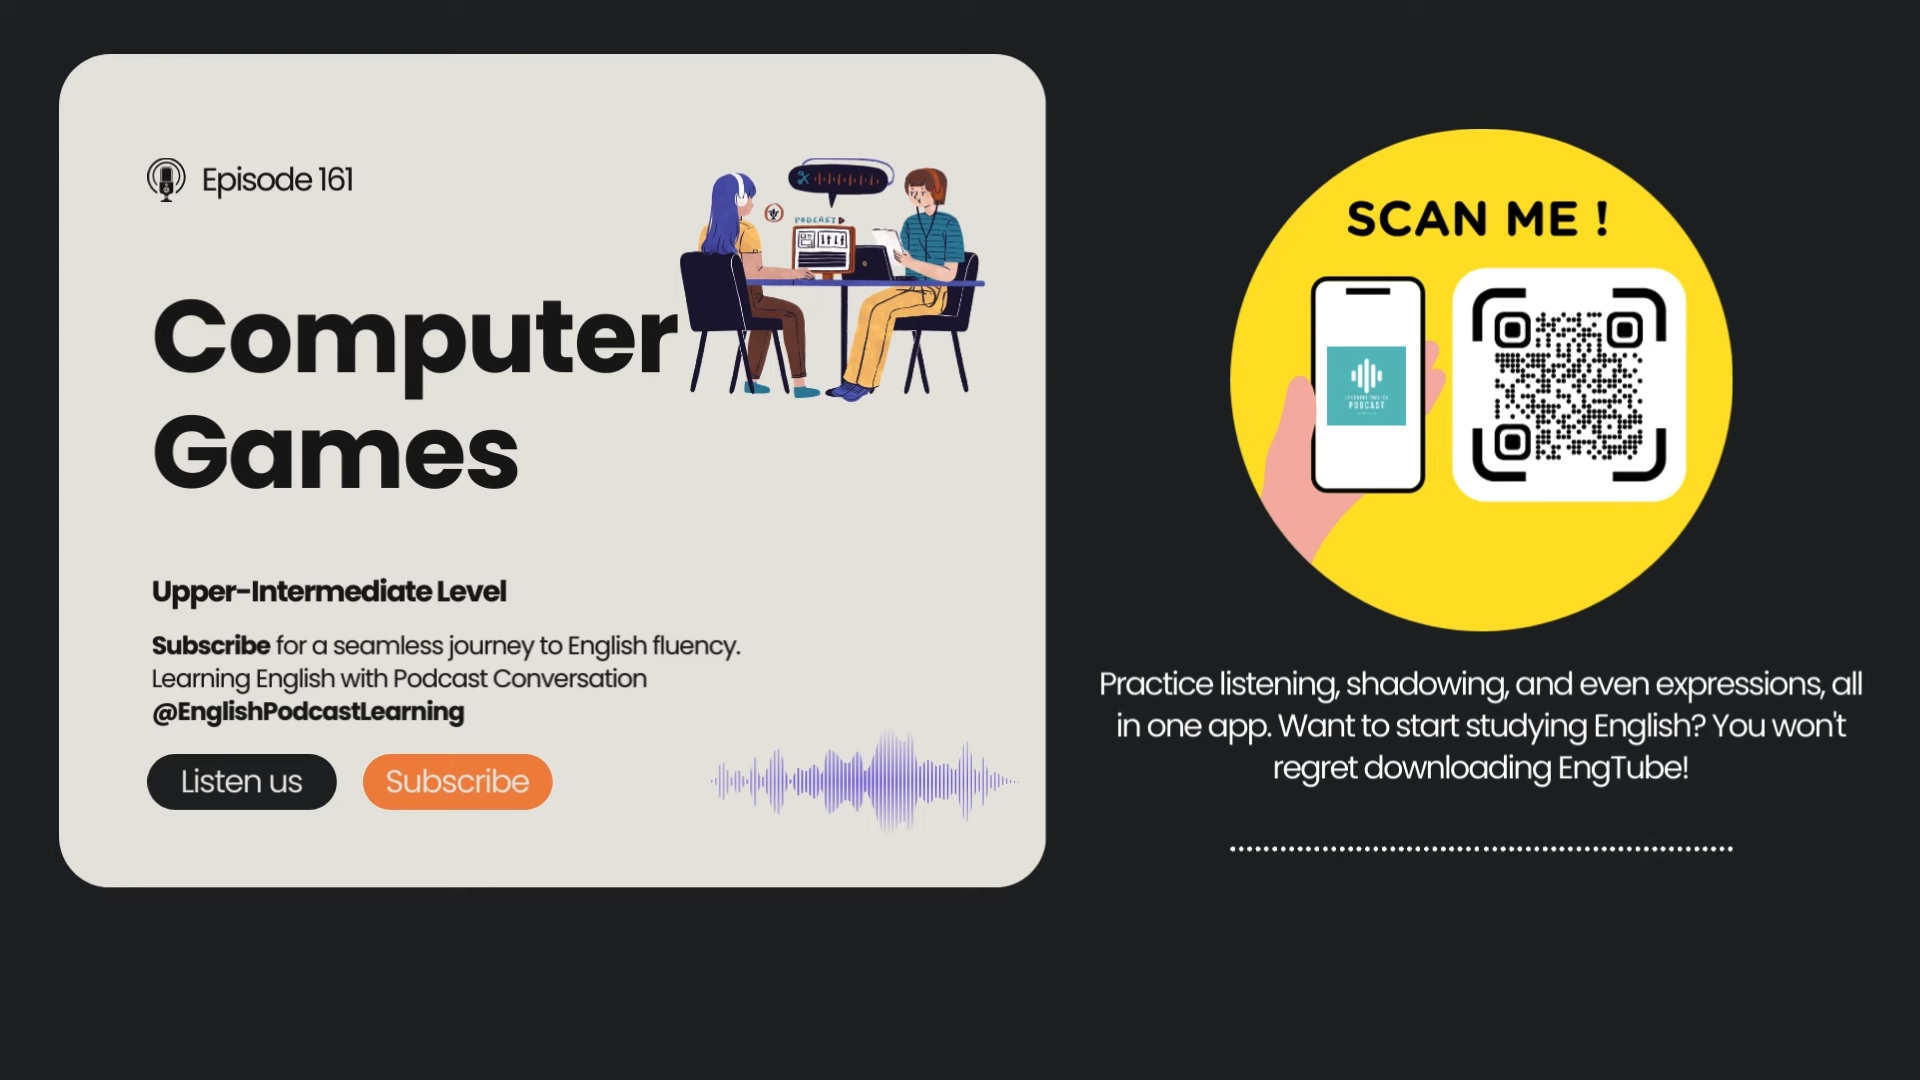 Episode 161
PODCAST
Computer
Games
Upper-Intermediate Level
Subscribe for a seamless journey to English fluency.
Learning English with Podcast Conversation
@EnglishPodcastLearning
Listen us
Subscribe
SCAN ME !
PODCAST
Practice listening, shadowing, and even expressions, all
in one app. Want to start studying English? You won't
regret downloading EngTube!